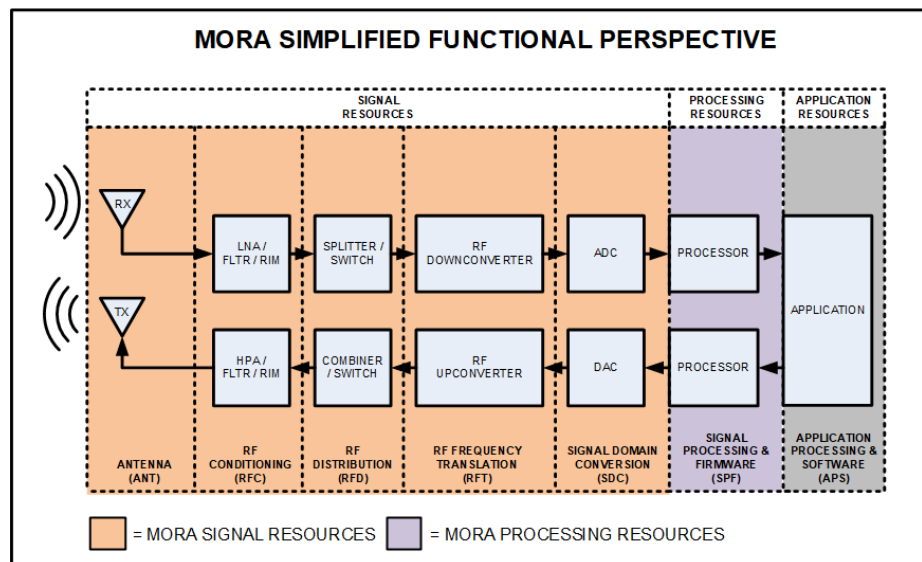 MORA SIMPLIFIED FUNCTIONAL PERSPECTIVE
SIGNAL
RESOURCES
PROCESSING
RESOURCES
APPLICATION
RESOURCES
RX
LNA /
FLTR / RIM
SPLITTER /
SWITCH
RF
DOWNCONVERTER
ADC
PROCESSOR
APPLICATION
TX
HPA /
FLTR / RIM
COMBINER
/ SWITCH
RF
UPCONVERTER
DAC
PROCESSOR
ANTENNA
(ANT)
RF
CONDITIONING
(RFC)
RF
DISTRIBUTION
(RFD)
RF FREQUENCY
TRANSLATION
(RFT)
SIGNAL DOMAIN
CONVERSION
(SDC)
SIGNAL
PROCESSING &
FIRMWARE
(SPF)
APPLICATION
PROCESSING &
SOFTWARE
(APS)
= MORA SIGNAL RESOURCES
= MORA PROCESSING RESOURCES